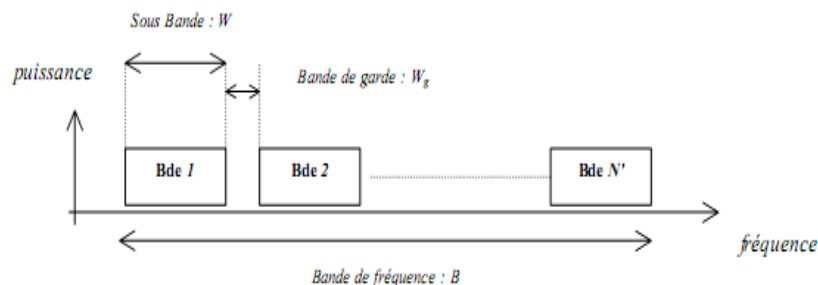 Sous Bande : W
puissance
Bande de garde : Wg
Bde 1
Bde 2
Bde N'
fréquence
Bande de fréquence : B